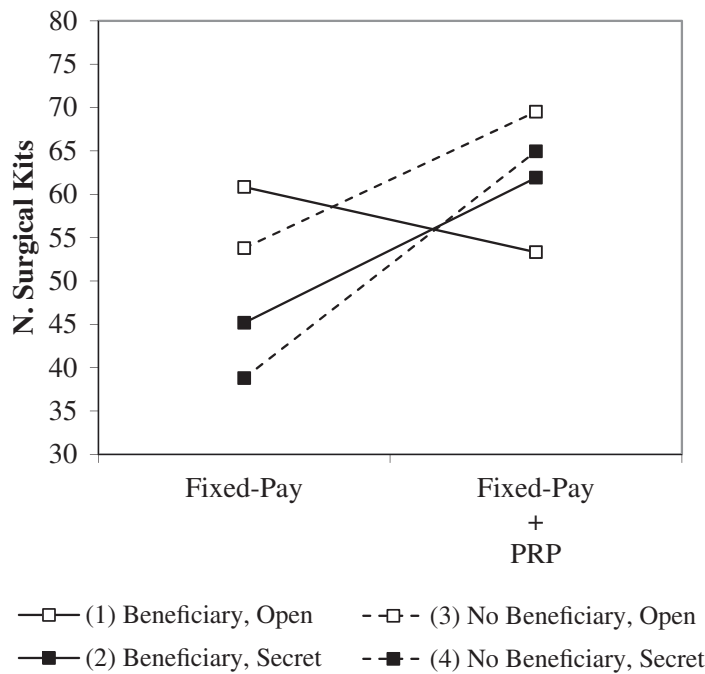 80
75
70
65
60
55
50
45
40
35
30
N. Surgical Kits
Fixed-Pay
Fixed-Pay
+
PRP
(1) Beneficiary, Open
(3) No Beneficiary, Open
(2) Beneficiary, Secret
(4) No Beneficiary, Secret